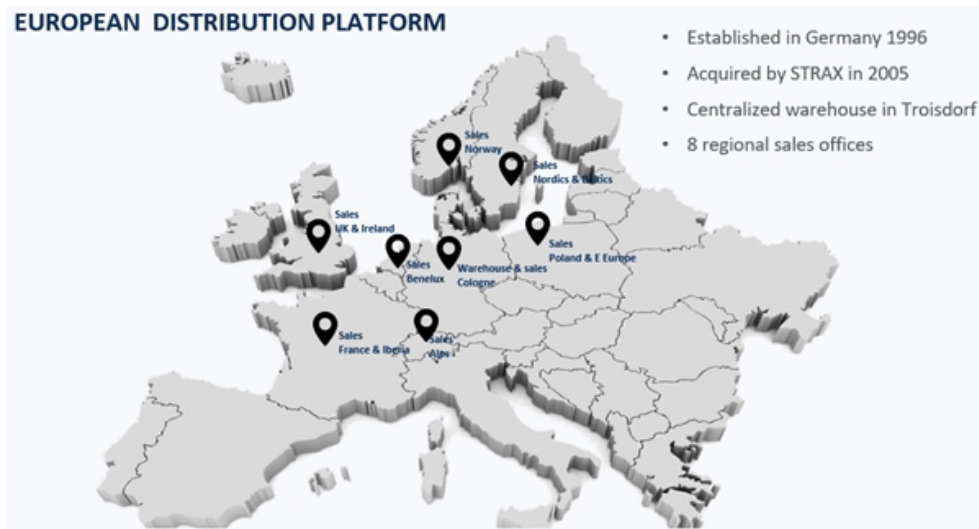 EUROPEAN DISTRIBUTION PLATFORM
• Established in Germany 1996
• Acquired by STRAX in 2005
• Centralized warehouse in Troisdorf
• 8 regional sales offices
Sales
Norway
Sales
Nordics & Baltics
Sales
UK & Ireland
Sales
Poland & E Europe
Sales
Benelux
Warehouse & sales
Cologne
Sales
France & Iberia
Sales
Alps